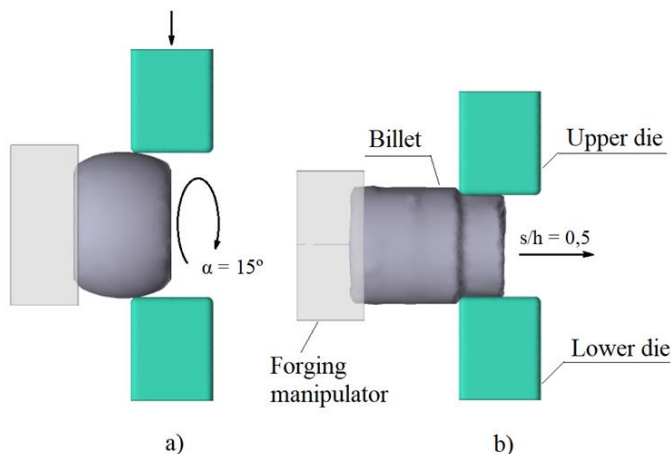 α = 15º
a)
Billet
Upper die
s/h = 0,5
Forging
manipulator
Lower die
b)